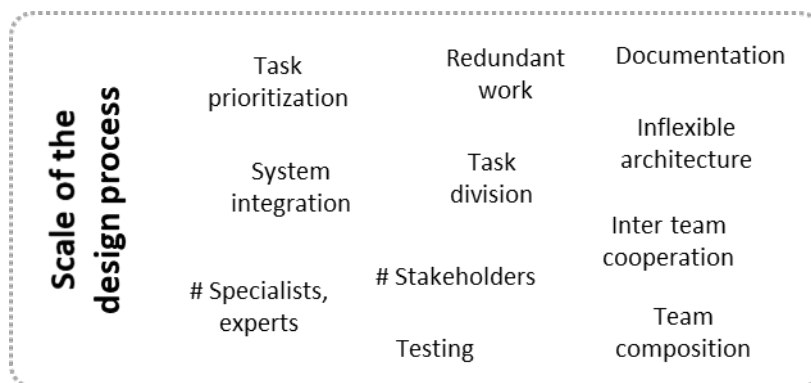 Scale of the
design process
Task
prioritization
Redundant
work
Documentation
System
integration
Task
division
Inflexible
architecture
# Specialists,
experts
# Stakeholders
Inter team
cooperation
Testing
Team
composition